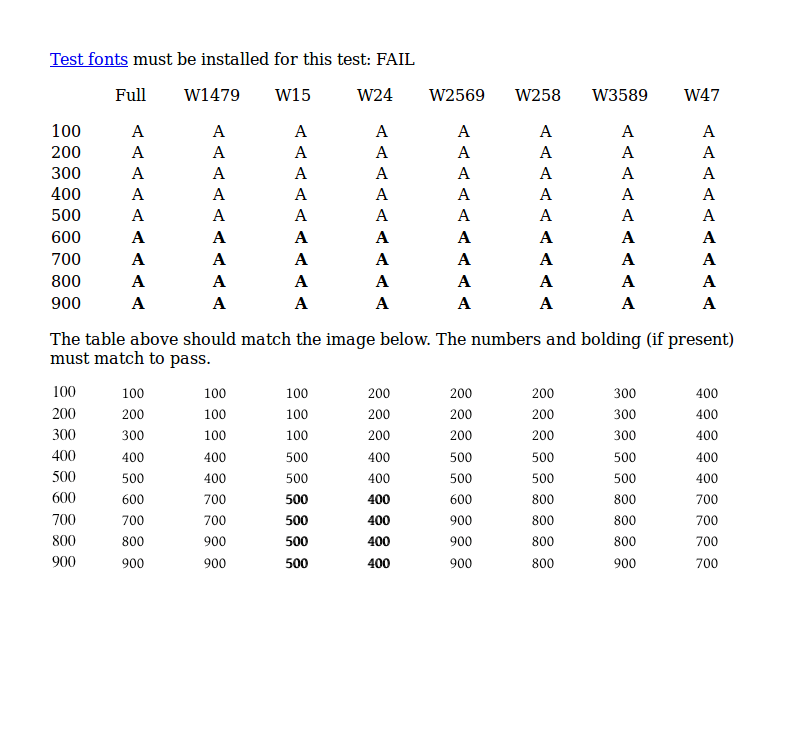 Test fonts must be installed for this test: FAIL
Full W1479 W15 W24 W2569 W258 W3589 W47
100 A A A A A A A A
200 A A A A A A A A
300 A A A A A A A A
400 A A A A A A A A
500 A A A A A A A A
600 A A A A A A A A
700 A A A A A A A A
800 A A A A A A A A
900 A A A A A A A A
The table above should match the image below. The numbers and bolding (if present)
must match to pass.
100 100 100 100 200 200 200 300 400
200 200 100 100 200 200 200 300 400
300 300 100 100 200 200 200 300 400
400 400 400 500 400 500 500 500 400
500 500 400 500 400 500 500 500 400
600 600 700 500 400 600 800 800 700
700 700 700 500 400 900 800 800 700
800 800 900 500 400 900 800 800 700
900 900 900 500 400 900 800 900 700